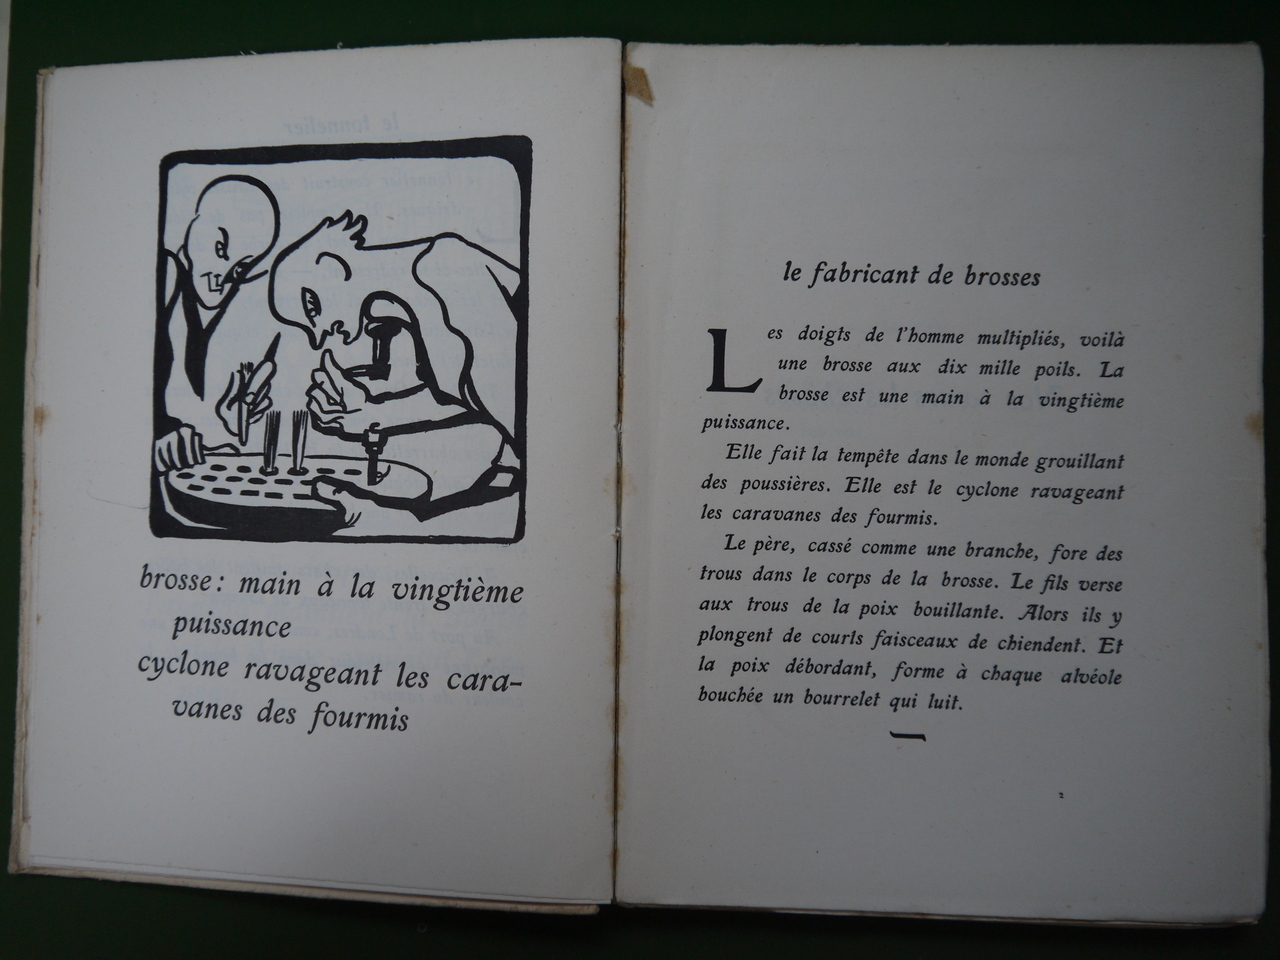 brosse : main à la vingtième
puissance
cyclone ravageant les cara-
vanes des fourmis
le fabricant de brosses
Les doigts de l'homme multipliés, voilà
une brosse aux dix mille poils. La
brosse est une main à la vingtième
puissance.
Elle fait la tempête dans le monde grouillant
des poussières. Elle est le cyclone ravageant
les caravanes des fourmis.
Le père, cassé comme une branche, fore des
trous dans le corps de la brosse. Le fils verse
aux trous de la poix bouillante. Alors ils y
plongent de courts faisceaux de chiendent. Et
la poix débordant, forme à chaque alvéole
bouchée un bourrelet qui luit.